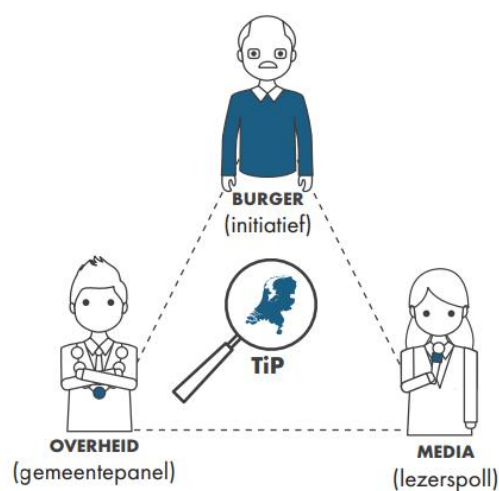 BURGER
(initiatief)
TiP
OVERHEID
(gemeentepanel)
MEDIA
(lezerspoll)